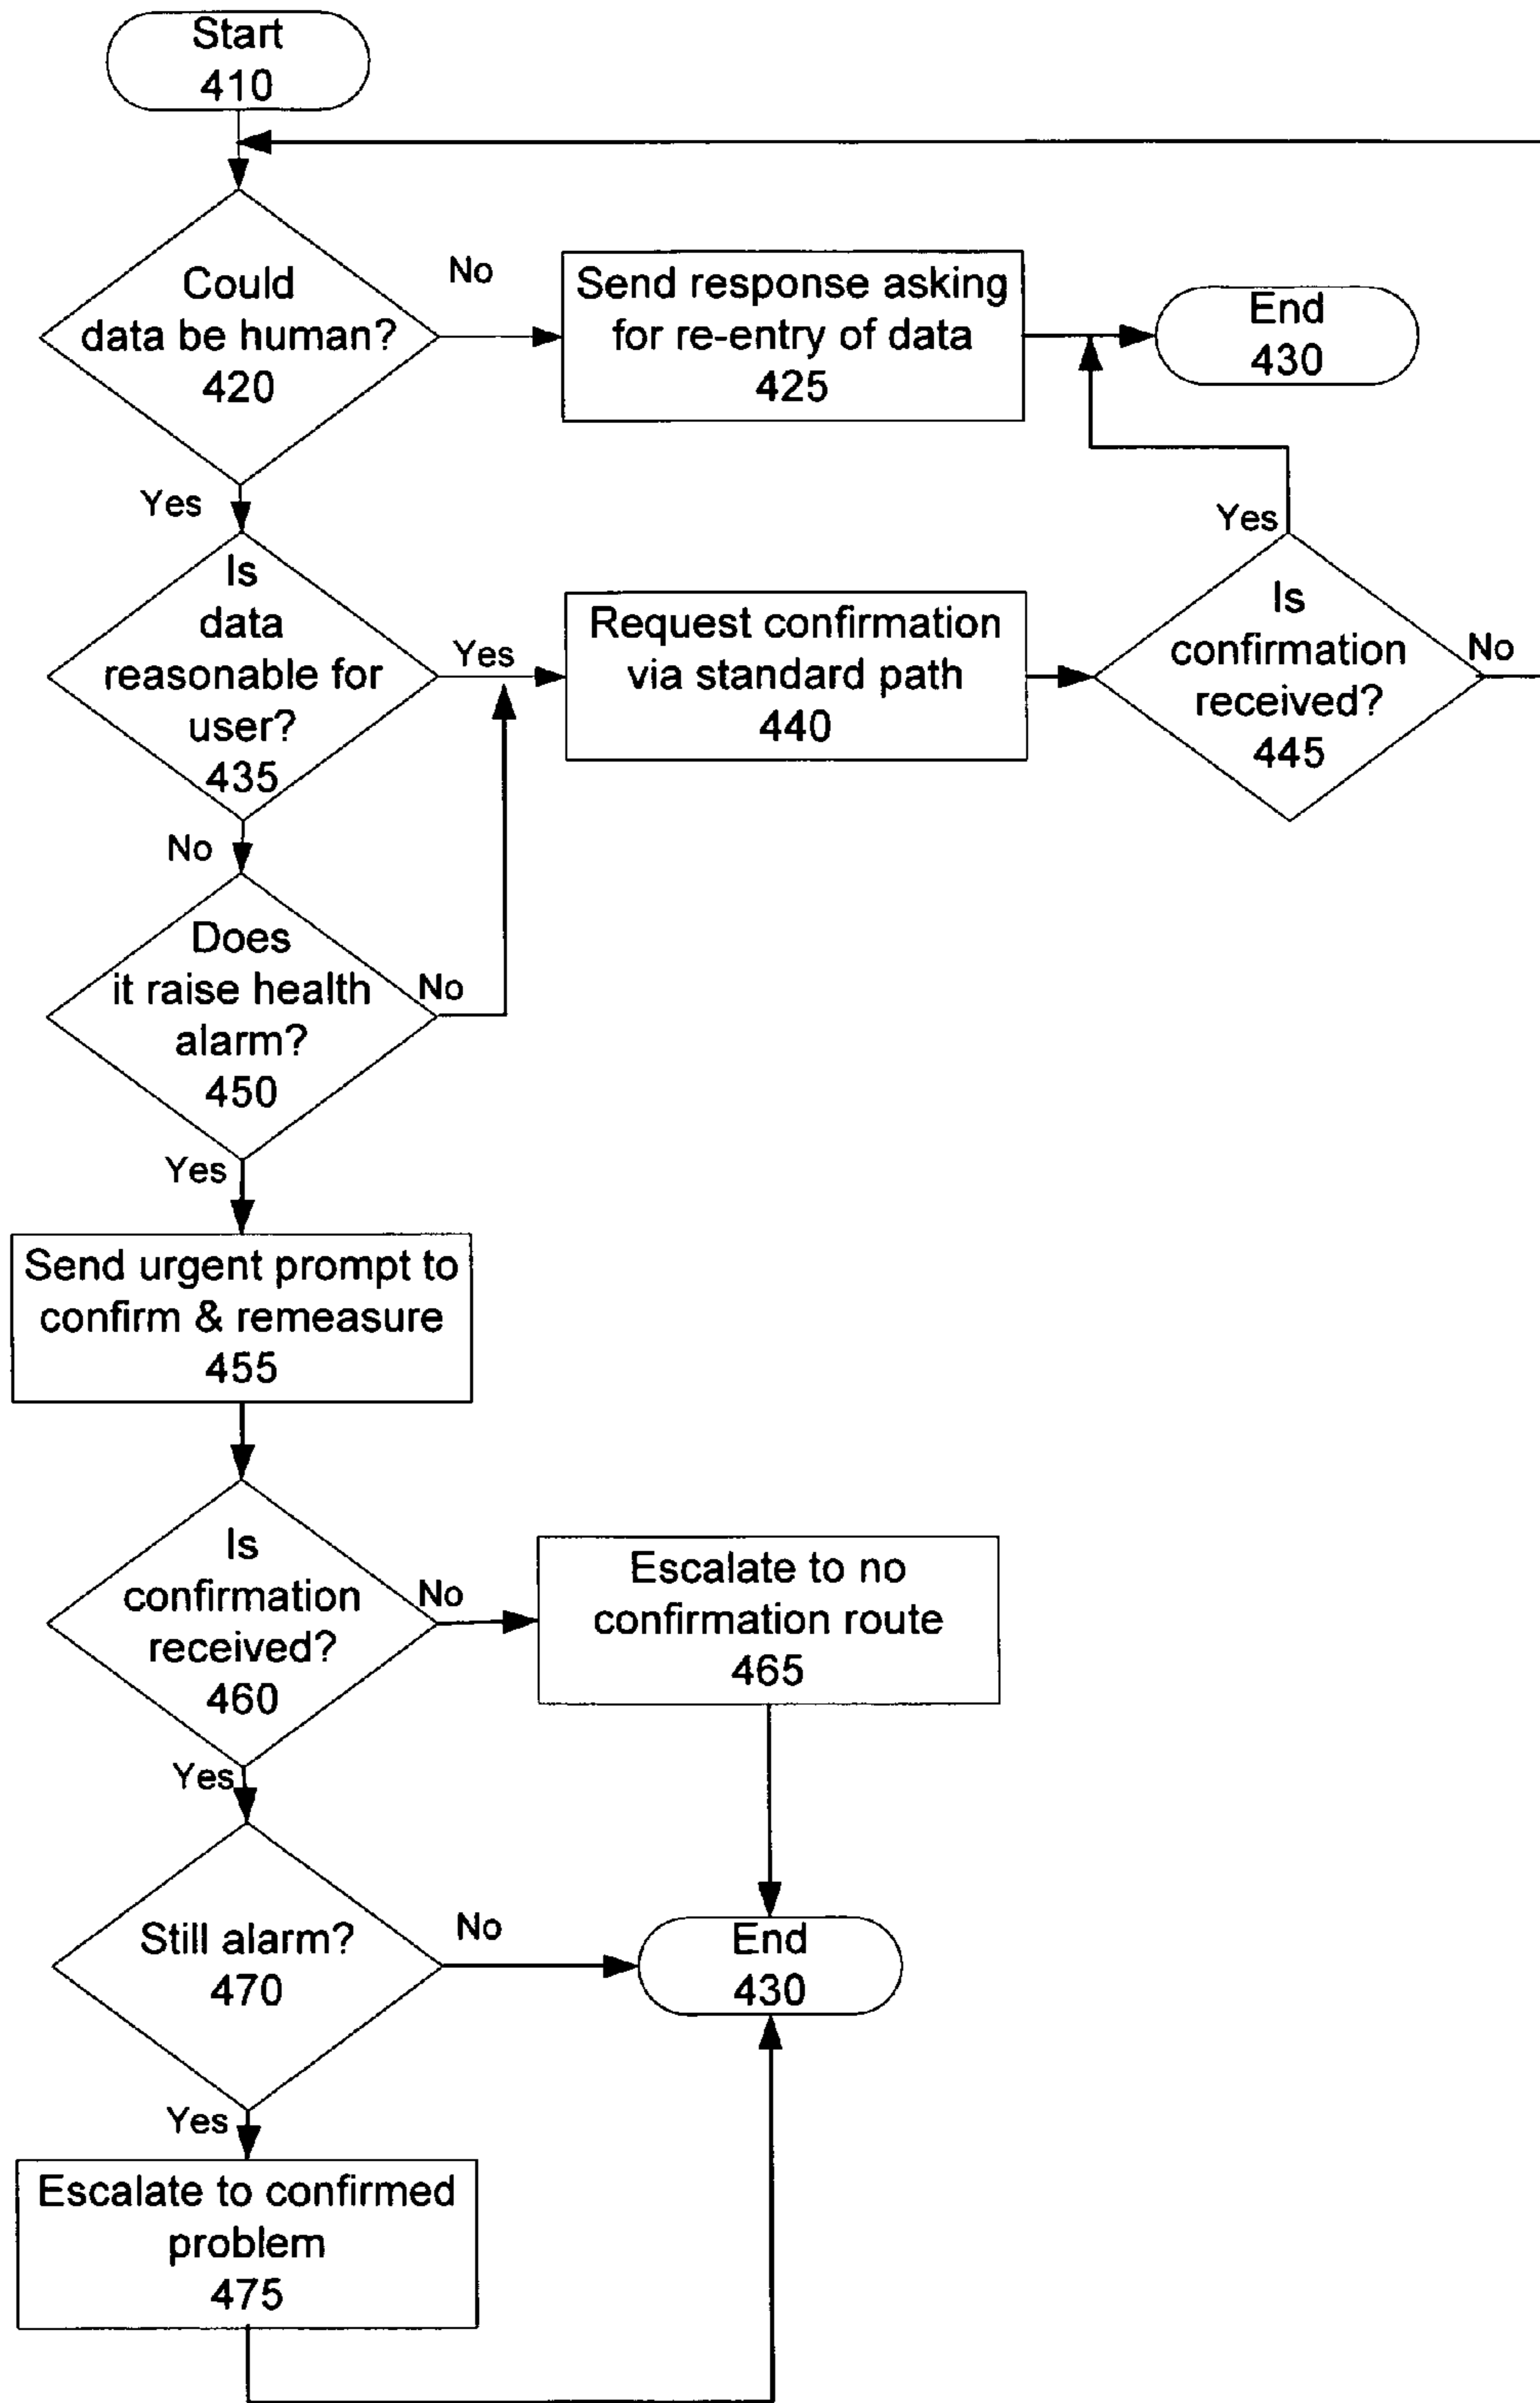 Start
410
Could
data be human?
420
No
Send response asking
for re-entry of data
425
End
430
Yes
Is
data
reasonable for
user?
435
Yes
Request confirmation
via standard path
440
Yes
Is
confirmation
received?
445
No
No
Does
it raise health
alarm?
450
No
Yes
Send urgent prompt to
confirm & remeasure
455
Is
confirmation
received?
460
No
Escalate to no
confirmation route
465
Yes
Still alarm?
470
No
End
430
Yes
Escalate to confirmed
problem
475